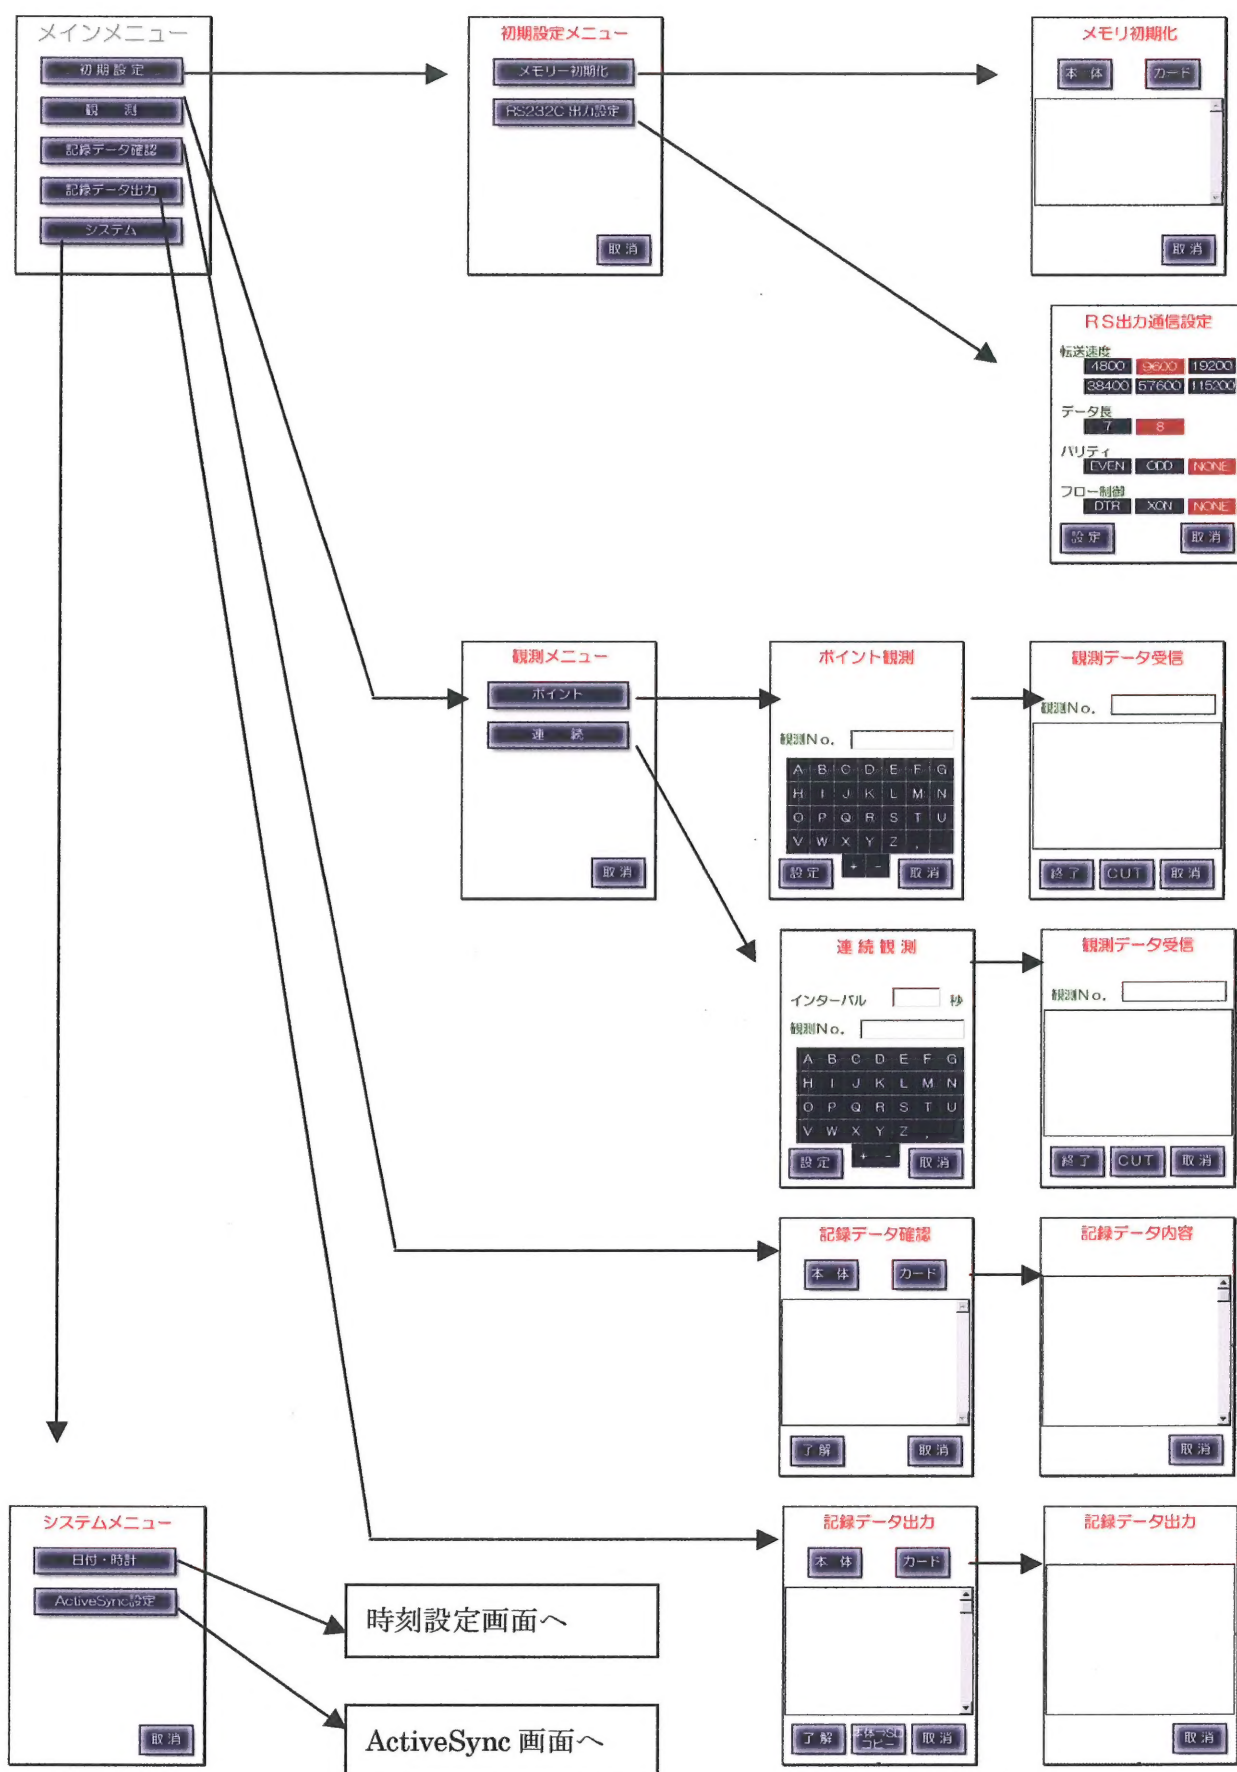 メインメニュー
初期設定
観　測
記録データ確認
記録データ出力
システム
初期設定メニュー
メモリー初期化
RS232C 出力設定
取 消
メモリ初期化
本 体　カード
取 消
RS出力通信設定
転送速度
4800 9600 19200
38400 57600 115200
データ長
7 8
パリティ
EVEN ODD NONE
フロー制御
DTR XON NONE
設 定　取 消
観測メニュー
ポイント
連　続
取 消
ポイント観測
観測No.
A B C D E F G
H I J K L M N
O P Q R S T U
V W X Y Z , _
+ -
設 定　取 消
観測データ受信
観測No.
終 了　CUT　取 消
連 続 観 測
インターバル　秒
観測No.
A B C D E F G
H I J K L M N
O P Q R S T U
V W X Y Z , _
+ -
設 定　取 消
観測データ受信
観測No.
終 了　CUT　取 消
記録データ確認
本 体　カード
了 解　取 消
記録データ内容
取 消
システムメニュー
日付・時計
ActiveSync設定
取 消
時刻設定画面へ
ActiveSync 画面へ
記録データ出力
本 体　カード
了 解　本体→SD
コピー　取 消
記録データ出力
取 消